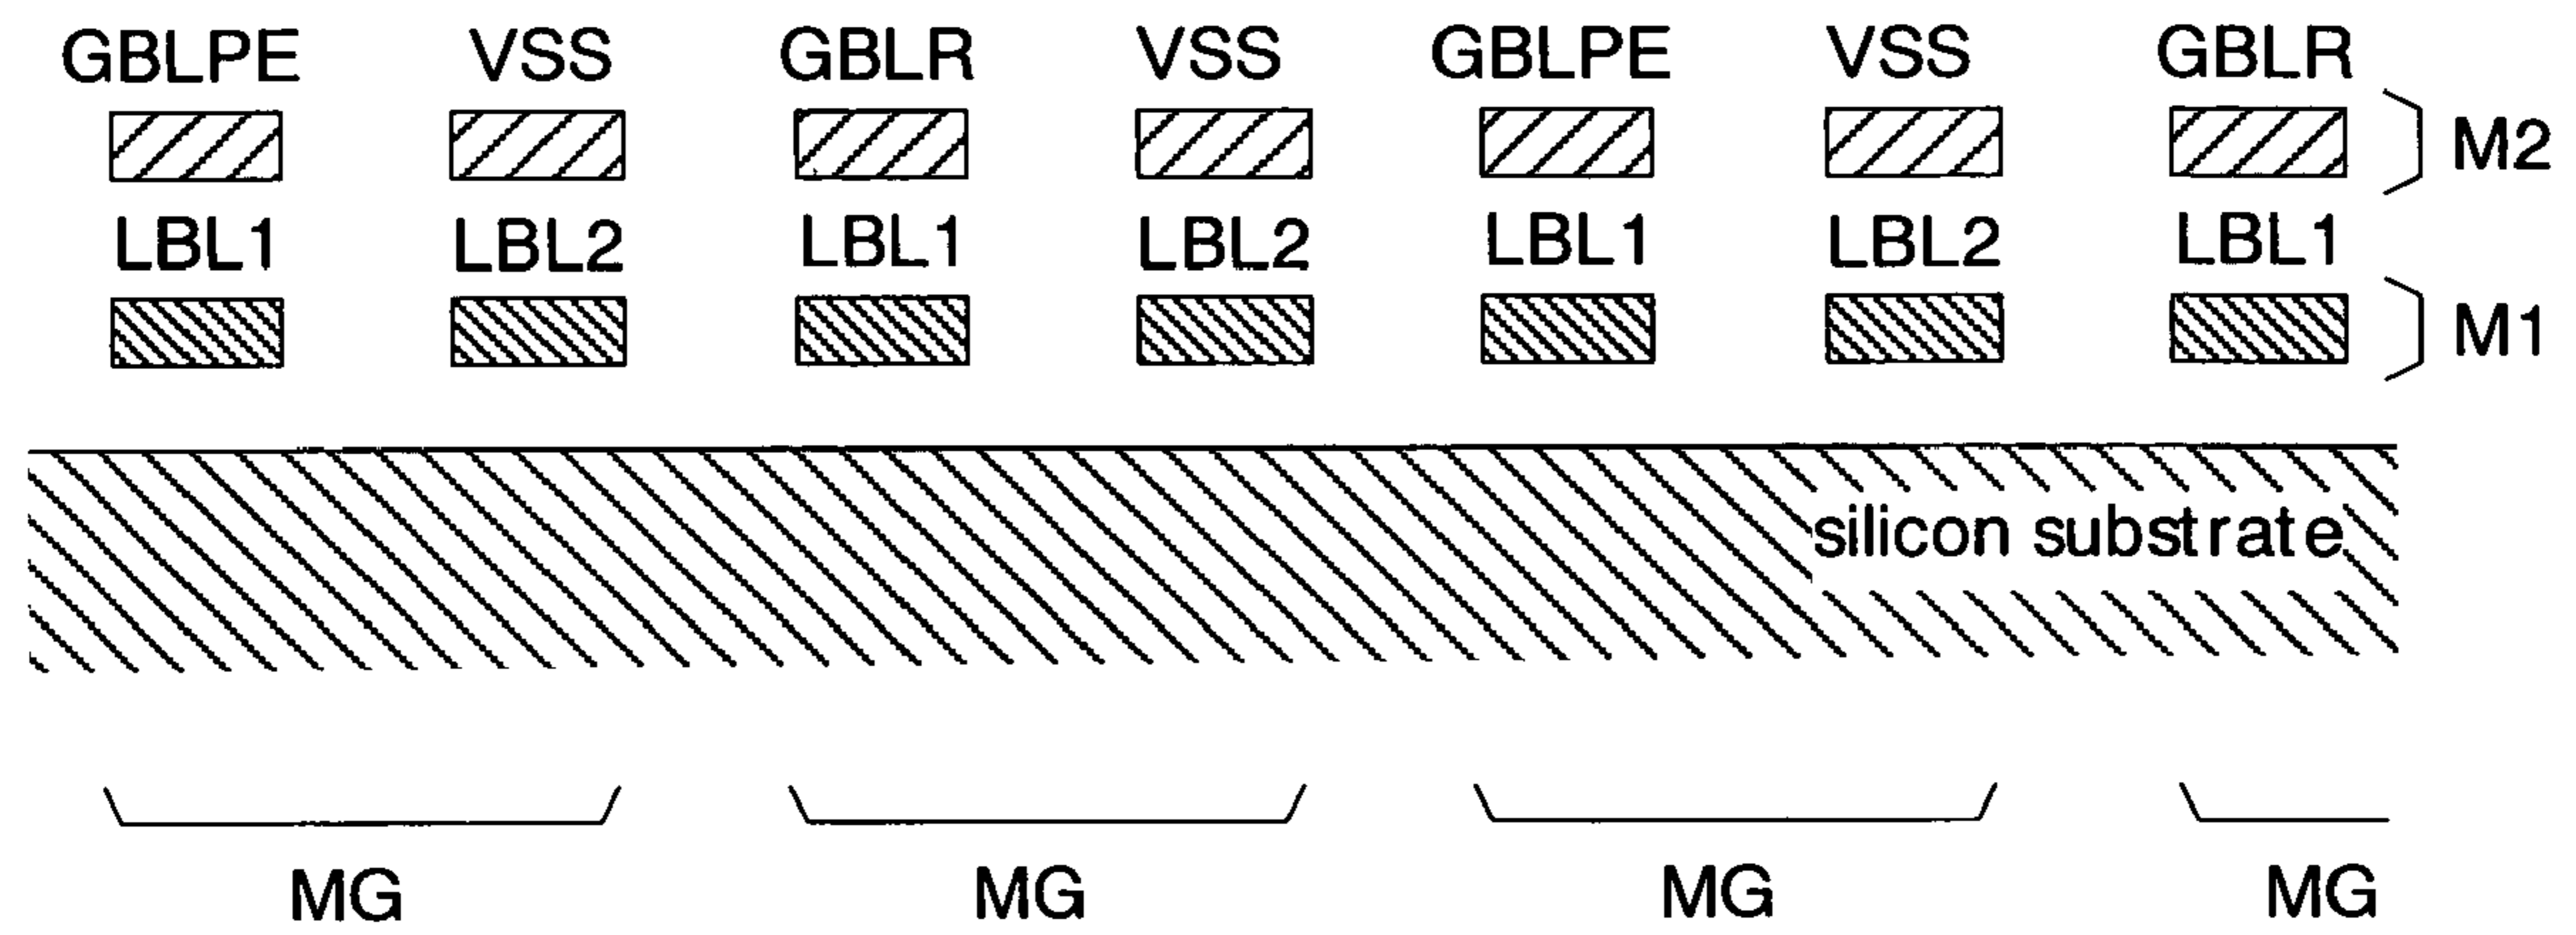 GBLPE VSS GBLR VSS GBLPE VSS GBLR
M2
LBL1 LBL2 LBL1 LBL2 LBL1 LBL2 LBL1
M1
silicon substrate
MG MG MG MG